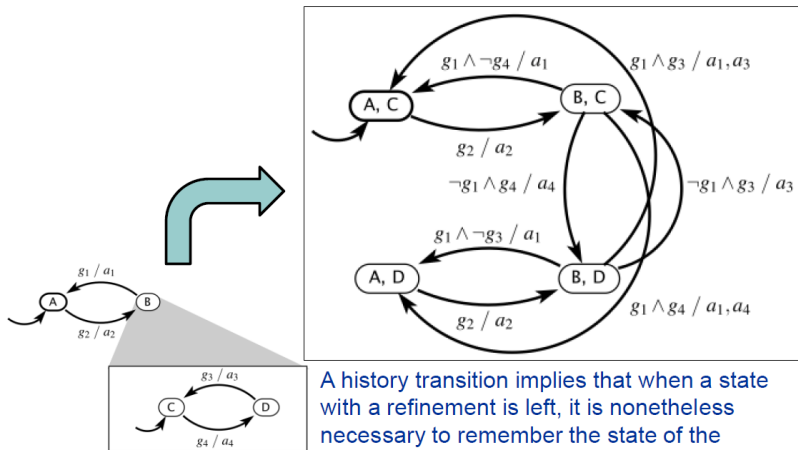 g1 ∧ ¬g4 / a1
g1 ∧ g3 / a1, a3
A, C
B, C
g2 / a2
¬g1 ∧ g4 / a4
¬g1 ∧ g3 / a3
g1 ∧ ¬g3 / a1
A, D
B, D
g2 / a2
g1 ∧ g4 / a1, a4
g1 / a1
A
B
g2 / a2
g3 / a3
C
D
g4 / a4
A history transition implies that when a state
with a refinement is left, it is nonetheless
necessary to remember the state of the